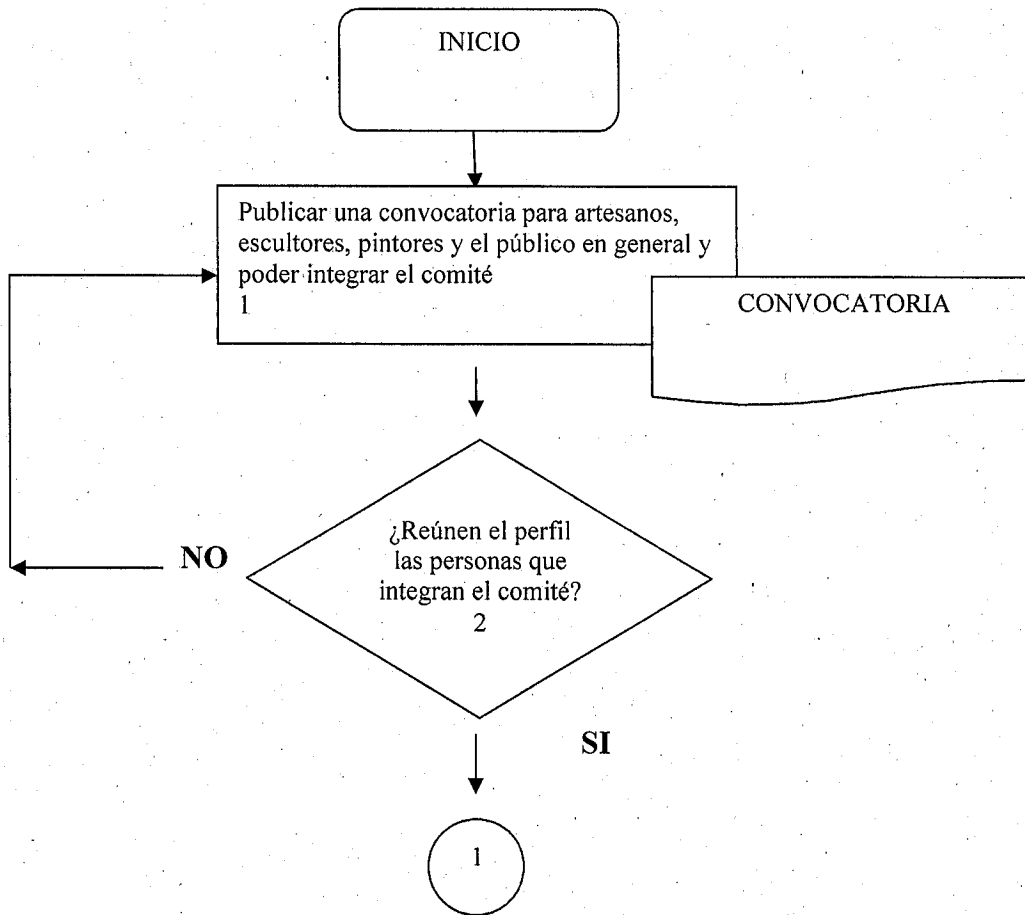 INICIO
Publicar una convocatoria para artesanos,
escultores, pintores y el público en general y
poder integrar el comité
1
CONVOCATORIA
¿Reúnen el perfil
las personas que
integran el comité?
2
NO
SI
1